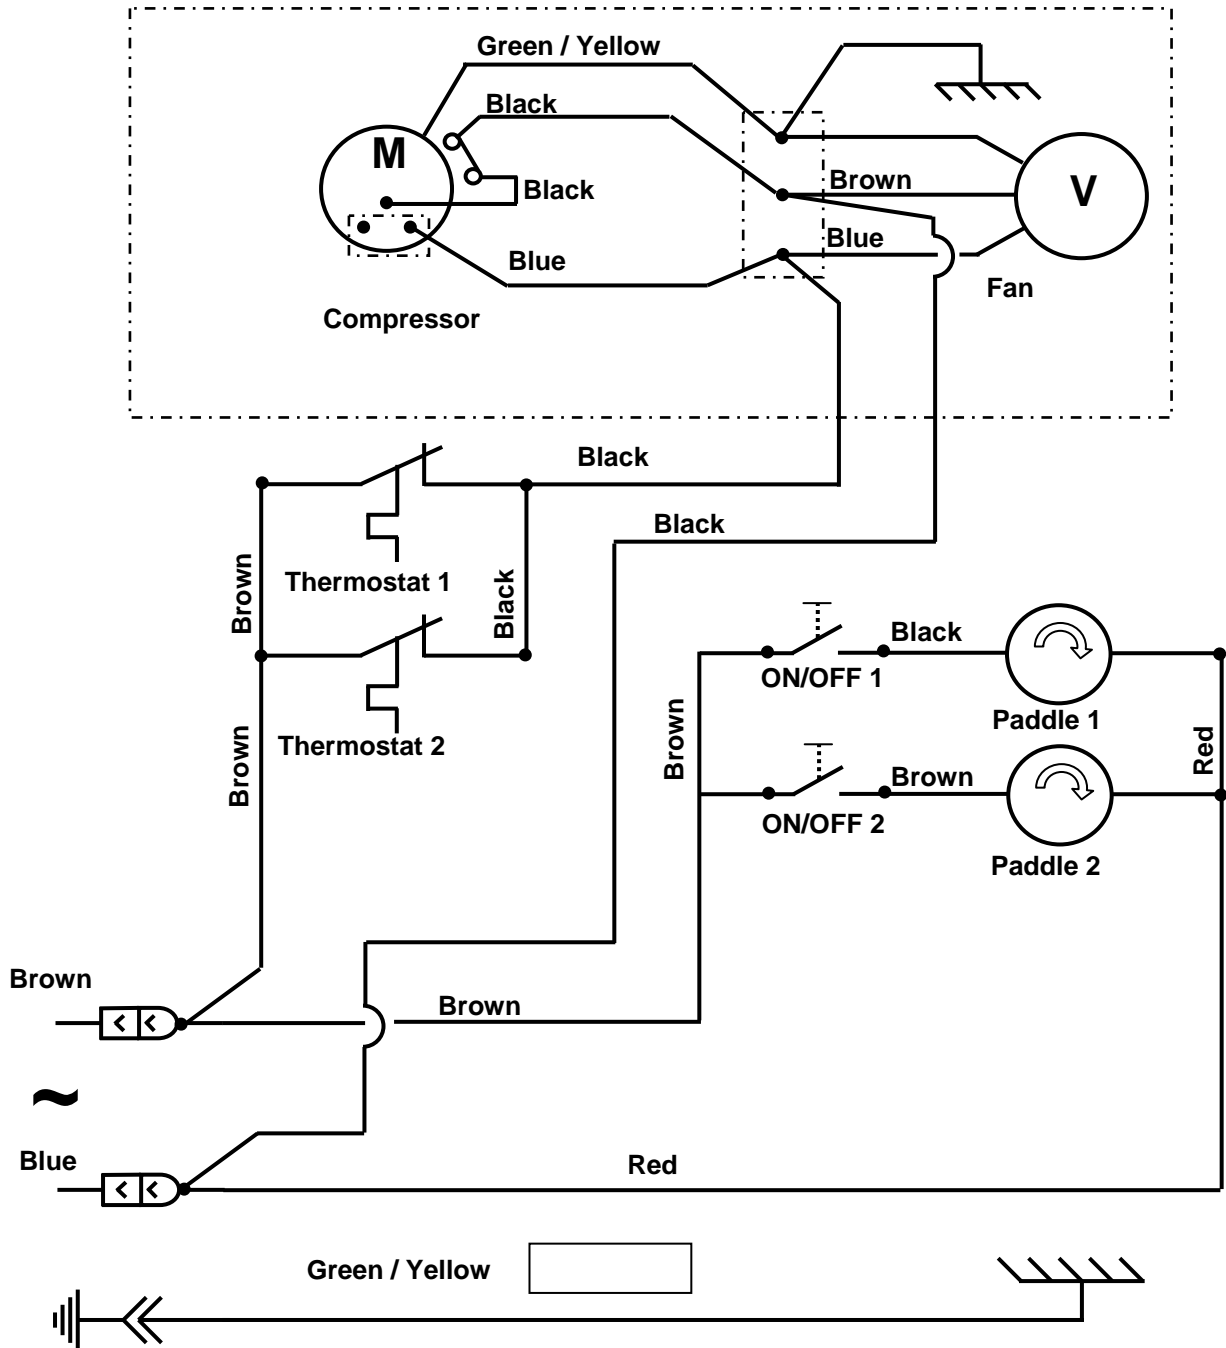 Green / Yellow
Black
M
Black
Brown
V
Blue
Blue
Fan
Compressor
Black
Black
Brown
Thermostat 1
Black
Black
ON/OFF 1
Paddle 1
Brown
Thermostat 2
Brown
Red
Brown
ON/OFF 2
Paddle 2
Brown
Brown
~
Blue
Red
Green / Yellow